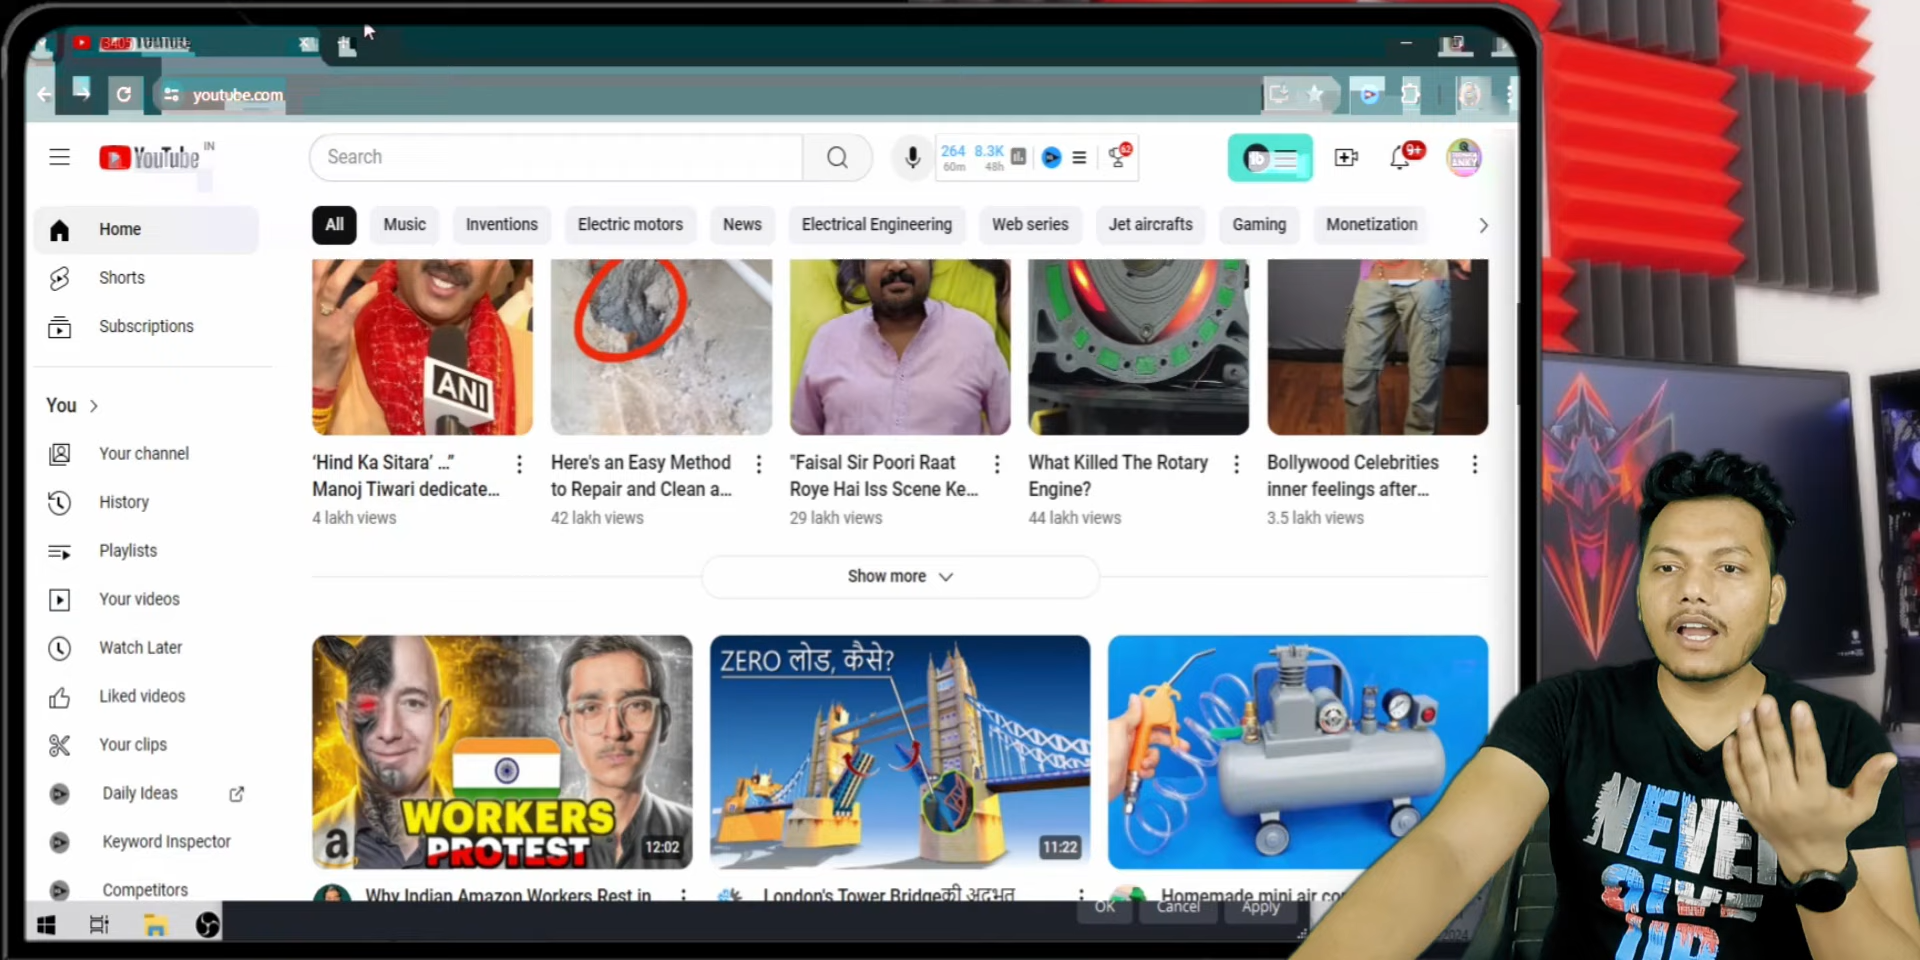 youtube.com
YouTube IN
Search
264 8.3K
60m 48h
62
9+
All Music Inventions Electric motors News Electrical Engineering Web series Jet aircrafts Gaming Monetization
Home
Shorts
Subscriptions
You
Your channel
History
Playlists
Your videos
Watch Later
Liked videos
Your clips
Daily Ideas
Keyword Inspector
Competitors
ANI
‘Hind Ka Sitara’ ...”
Manoj Tiwari dedicate...
4 lakh views
Here's an Easy Method
to Repair and Clean a...
42 lakh views
"Faisal Sir Poori Raat
Roye Hai Iss Scene Ke...
29 lakh views
What Killed The Rotary
Engine?
44 lakh views
Bollywood Celebrities
inner feelings after...
3.5 lakh views
Show more
a
WORKERS
PROTEST
12:02
Why Indian Amazon Workers Rest in
ZERO लोड, कैसे?
11:22
London's Tower Bridgeकी अदभुत
Homemade mini air
OK Cancel Apply
NEVER
GIVE
UP